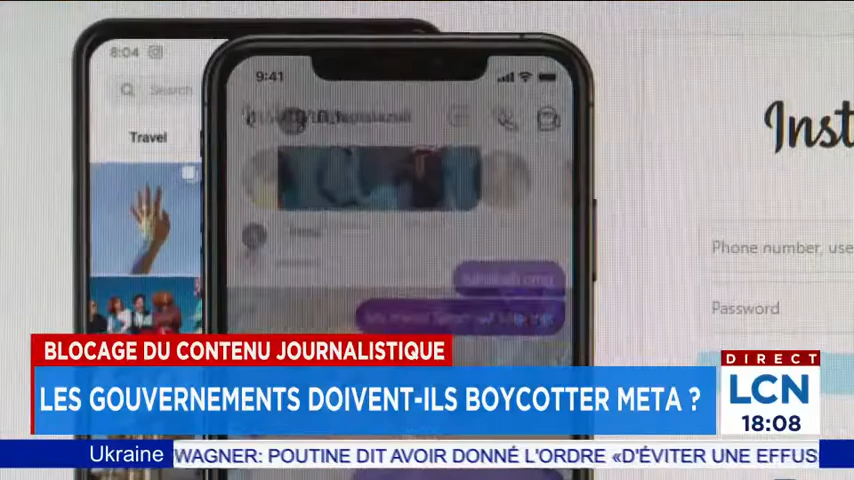 8:04
Search
Travel
9:41
Inst
Phone number, use
Password
BLOCAGE DU CONTENU JOURNALISTIQUE
LES GOUVERNEMENTS DOIVENT-ILS BOYCOTTER META ?
DIRECT
LCN
18:08
Ukraine
WAGNER: POUTINE DIT AVOIR DONNÉ L'ORDRE «D'ÉVITER UNE EFFUS